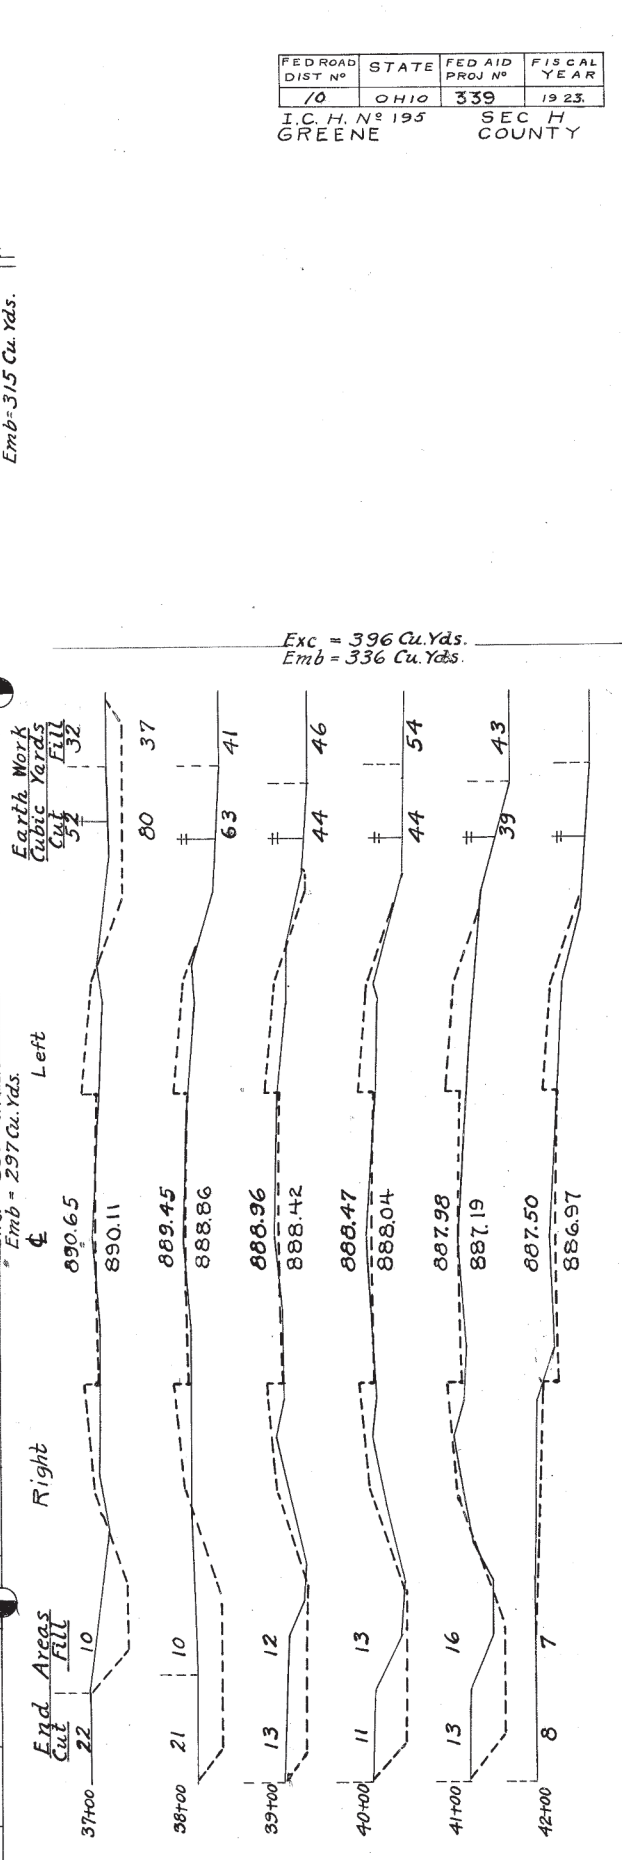 FED ROAD DIST Nº STATE FED AID PROJ Nº FISCAL YEAR
10 OHIO 339 1923.
I.C.H. Nº 195 SEC H
GREENE COUNTY
Emb=315 Cu. Yds.
Exc = 396 Cu.Yds.
Emb = 336 Cu.Yds.
Emb = 297 Cu.Yds.
End Areas
Cut Fill
Right
℄
Left
Earth Work
Cubic Yards
Cut Fill
52 32
37+00 22 10 890.65
890.11
80 37
38+00 21 10 889.45
888.86
63 41
39+00 13 12 888.96
888.42
44 46
40+00 11 13 888.47
888.04
44 54
41+00 13 16 887.98
887.19
39 43
42+00 8 7 887.50
886.97